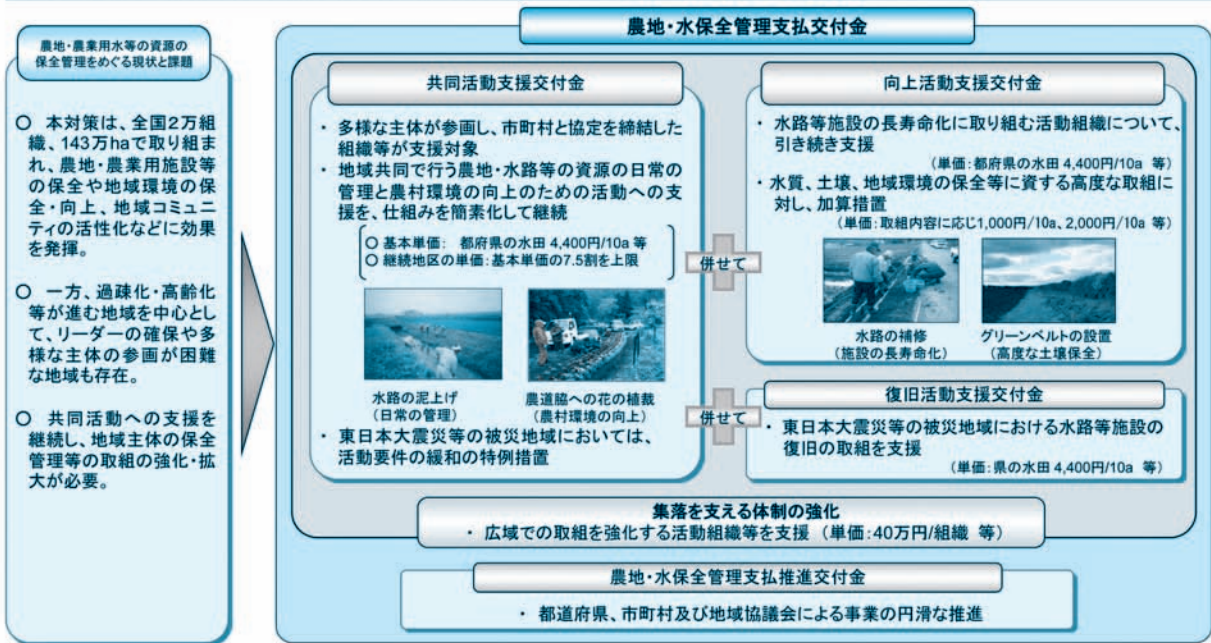 農地・農業用水等の資源の
保全管理をめぐる現状と課題
○ 本対策は、全国2万組
織、143万haで取り組ま
れ、農地・農業用施設等
の保全や地域環境の保
全・向上、地域コミュニ
ティの活性化などに効果
を発揮。
○ 一方、過疎化・高齢化
等が進む地域を中心とし
て、リーダーの確保や多
様な主体の参画が困難
な地域も存在。
○ 共同活動への支援を
継続し、地域主体の保全
管理等の取組の強化・拡
大が必要。
農地・水保全管理支払交付金
共同活動支援交付金
・ 多様な主体が参画し、市町村と協定を締結した
組織等が支援対象
・ 地域共同で行う農地・水路等の資源の日常の
管理と農村環境の向上のための活動への支
援を、仕組みを簡素化して継続
○ 基本単価: 都府県の水田 4,400円/10a 等
○ 継続地区の単価:基本単価の7.5割を上限
水路の泥上げ
(日常の管理)
農道脇への花の植裁
(農村環境の向上)
・ 東日本大震災等の被災地域においては、
活動要件の緩和の特例措置
併せて
併せて
向上活動支援交付金
・ 水路等施設の長寿命化に取り組む活動組織について、
引き続き支援
(単価:都府県の水田 4,400円/10a 等)
・ 水質、土壌、地域環境の保全等に資する高度な取組に
対し、加算措置
(単価:取組内容に応じ1,000円/10a、2,000円/10a 等)
水路の補修
(施設の長寿命化)
グリーンベルトの設置
(高度な土壌保全)
復旧活動支援交付金
・ 東日本大震災等の被災地域における水路等施設の
復旧の取組を支援
(単価:県の水田 4,400円/10a 等)
集落を支える体制の強化
・ 広域での取組を強化する活動組織等を支援 (単価:40万円/組織 等)
農地・水保全管理支払推進交付金
・ 都道府県、市町村及び地域協議会による事業の円滑な推進